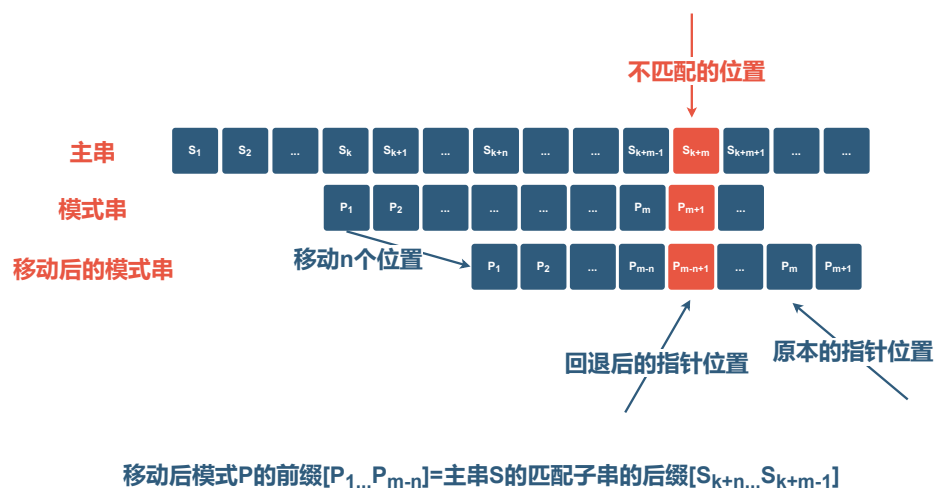 不匹配的位置
主串 S₁ S₂ ... Sₖ Sₖ₊₁ ... Sₖ₊ₙ ... ... Sₖ₊ₘ₋₁ Sₖ₊ₘ Sₖ₊ₘ₊₁ ... ...
模式串 P₁ P₂ ... ... ... ... Pₘ Pₘ₊₁ ...
移动n个位置
移动后的模式串 P₁ P₂ ... Pₘ₋ₙ Pₘ₋ₙ₊₁ ... Pₘ Pₘ₊₁
回退后的指针位置
原本的指针位置
移动后模式P的前缀[P₁...Pₘ₋ₙ]=主串S的匹配子串的后缀[Sₖ₊ₙ...Sₖ₊ₘ₋₁]